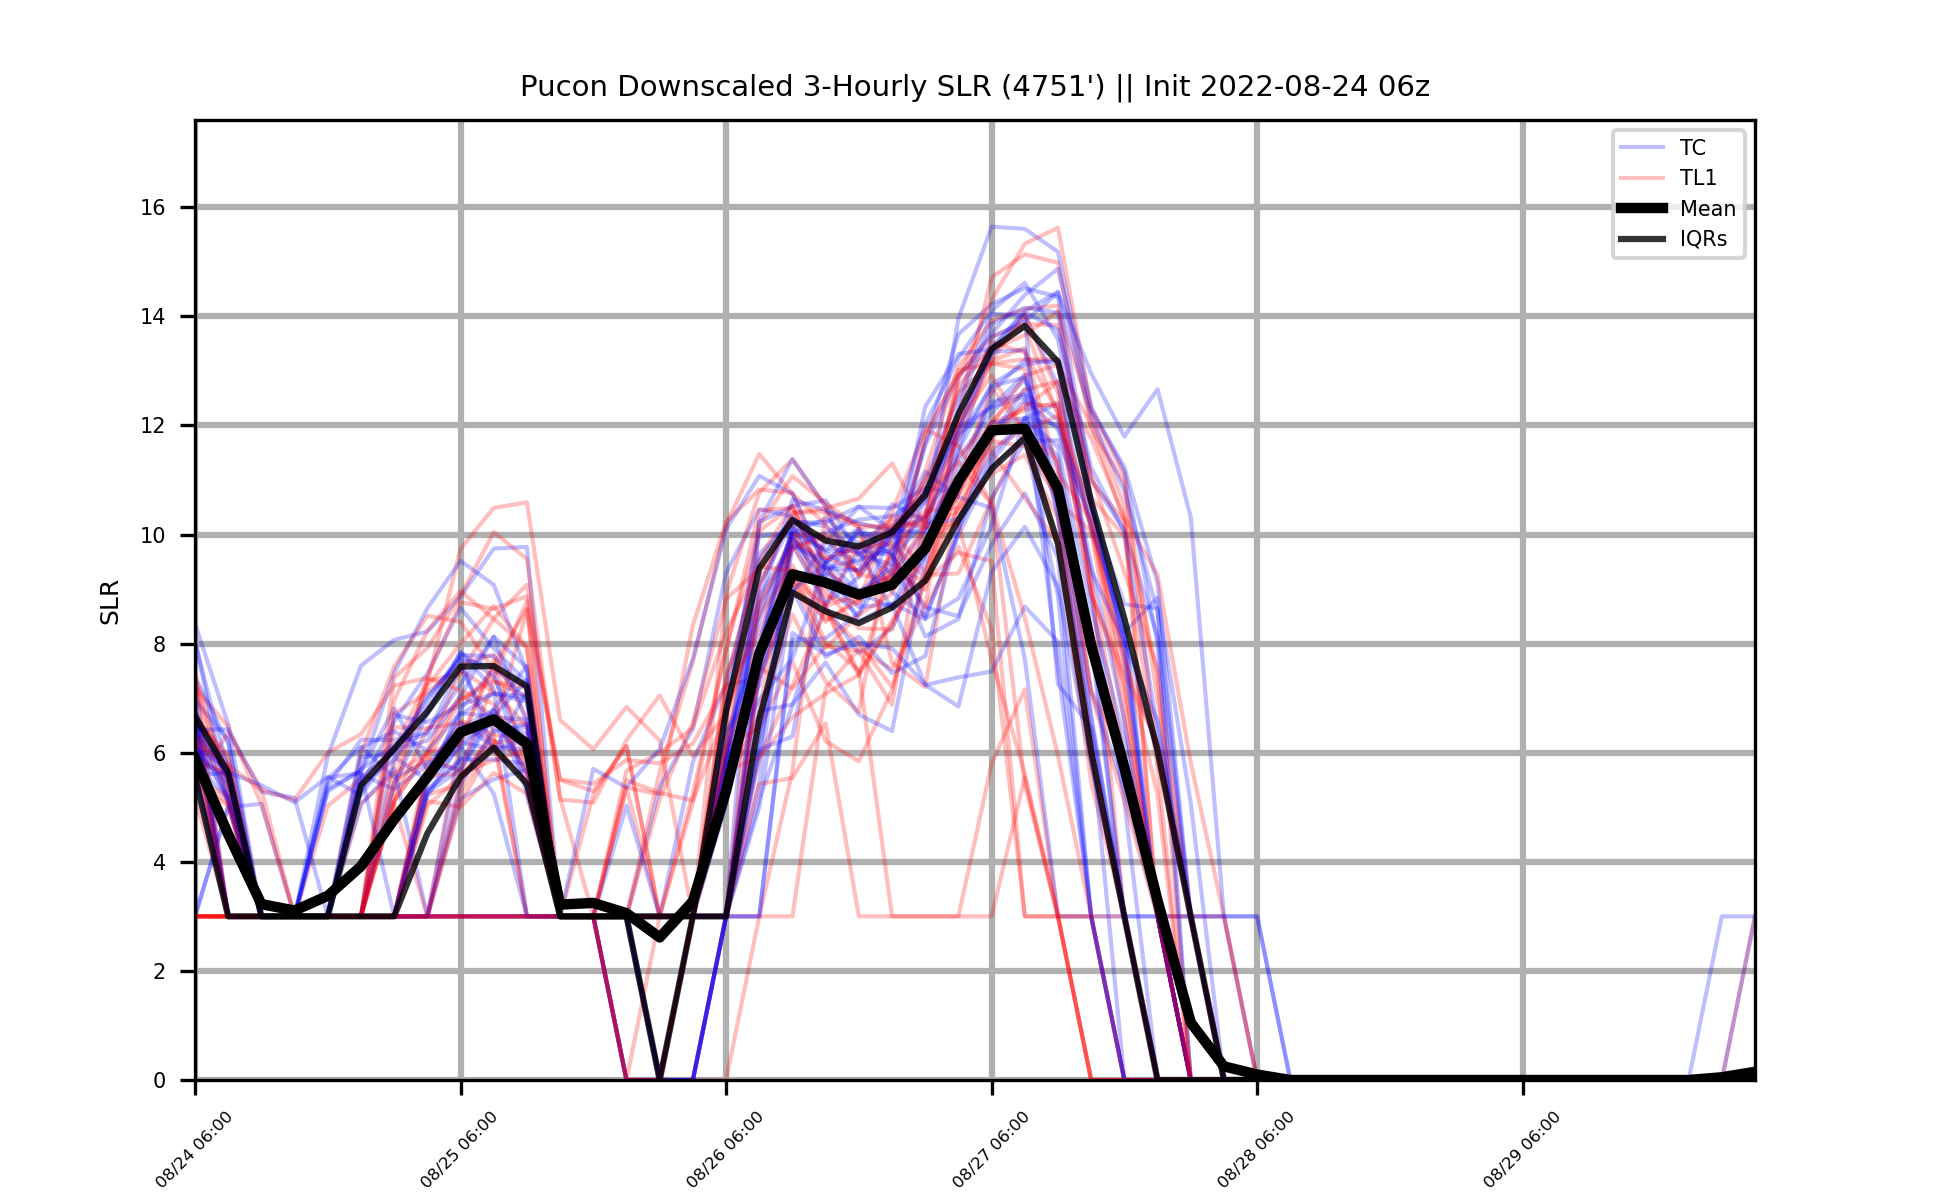 Pucon Downscaled 3-Hourly SLR (4751') || Init 2022-08-24 06z
TC
TL1
Mean
IQRs
SLR
16
14
12
10
8
6
4
2
0
08/24 06:00
08/25 06:00
08/26 06:00
08/27 06:00
08/28 06:00
08/29 06:00